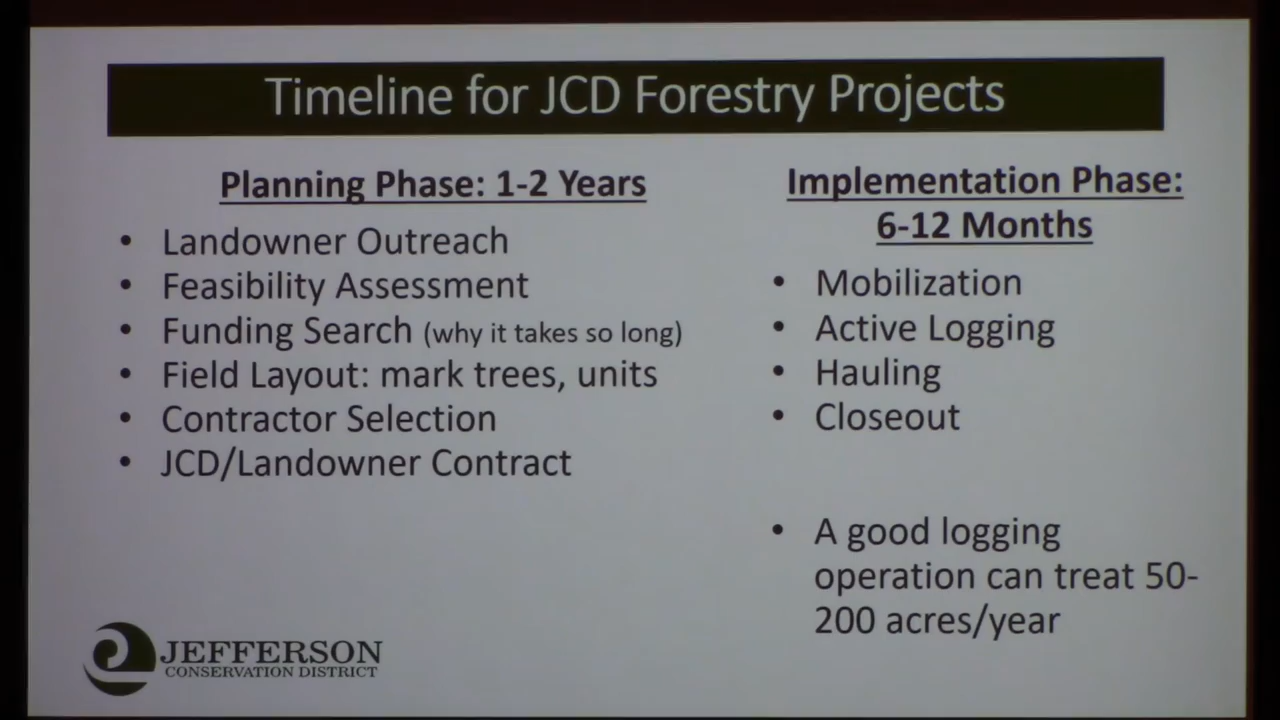 Timeline for JCD Forestry Projects
Planning Phase: 1-2 Years
• Landowner Outreach
• Feasibility Assessment
• Funding Search (why it takes so long)
• Field Layout: mark trees, units
• Contractor Selection
• JCD/Landowner Contract
Implementation Phase:
6-12 Months
• Mobilization
• Active Logging
• Hauling
• Closeout
• A good logging
operation can treat 50-
200 acres/year
JEFFERSON
CONSERVATION DISTRICT